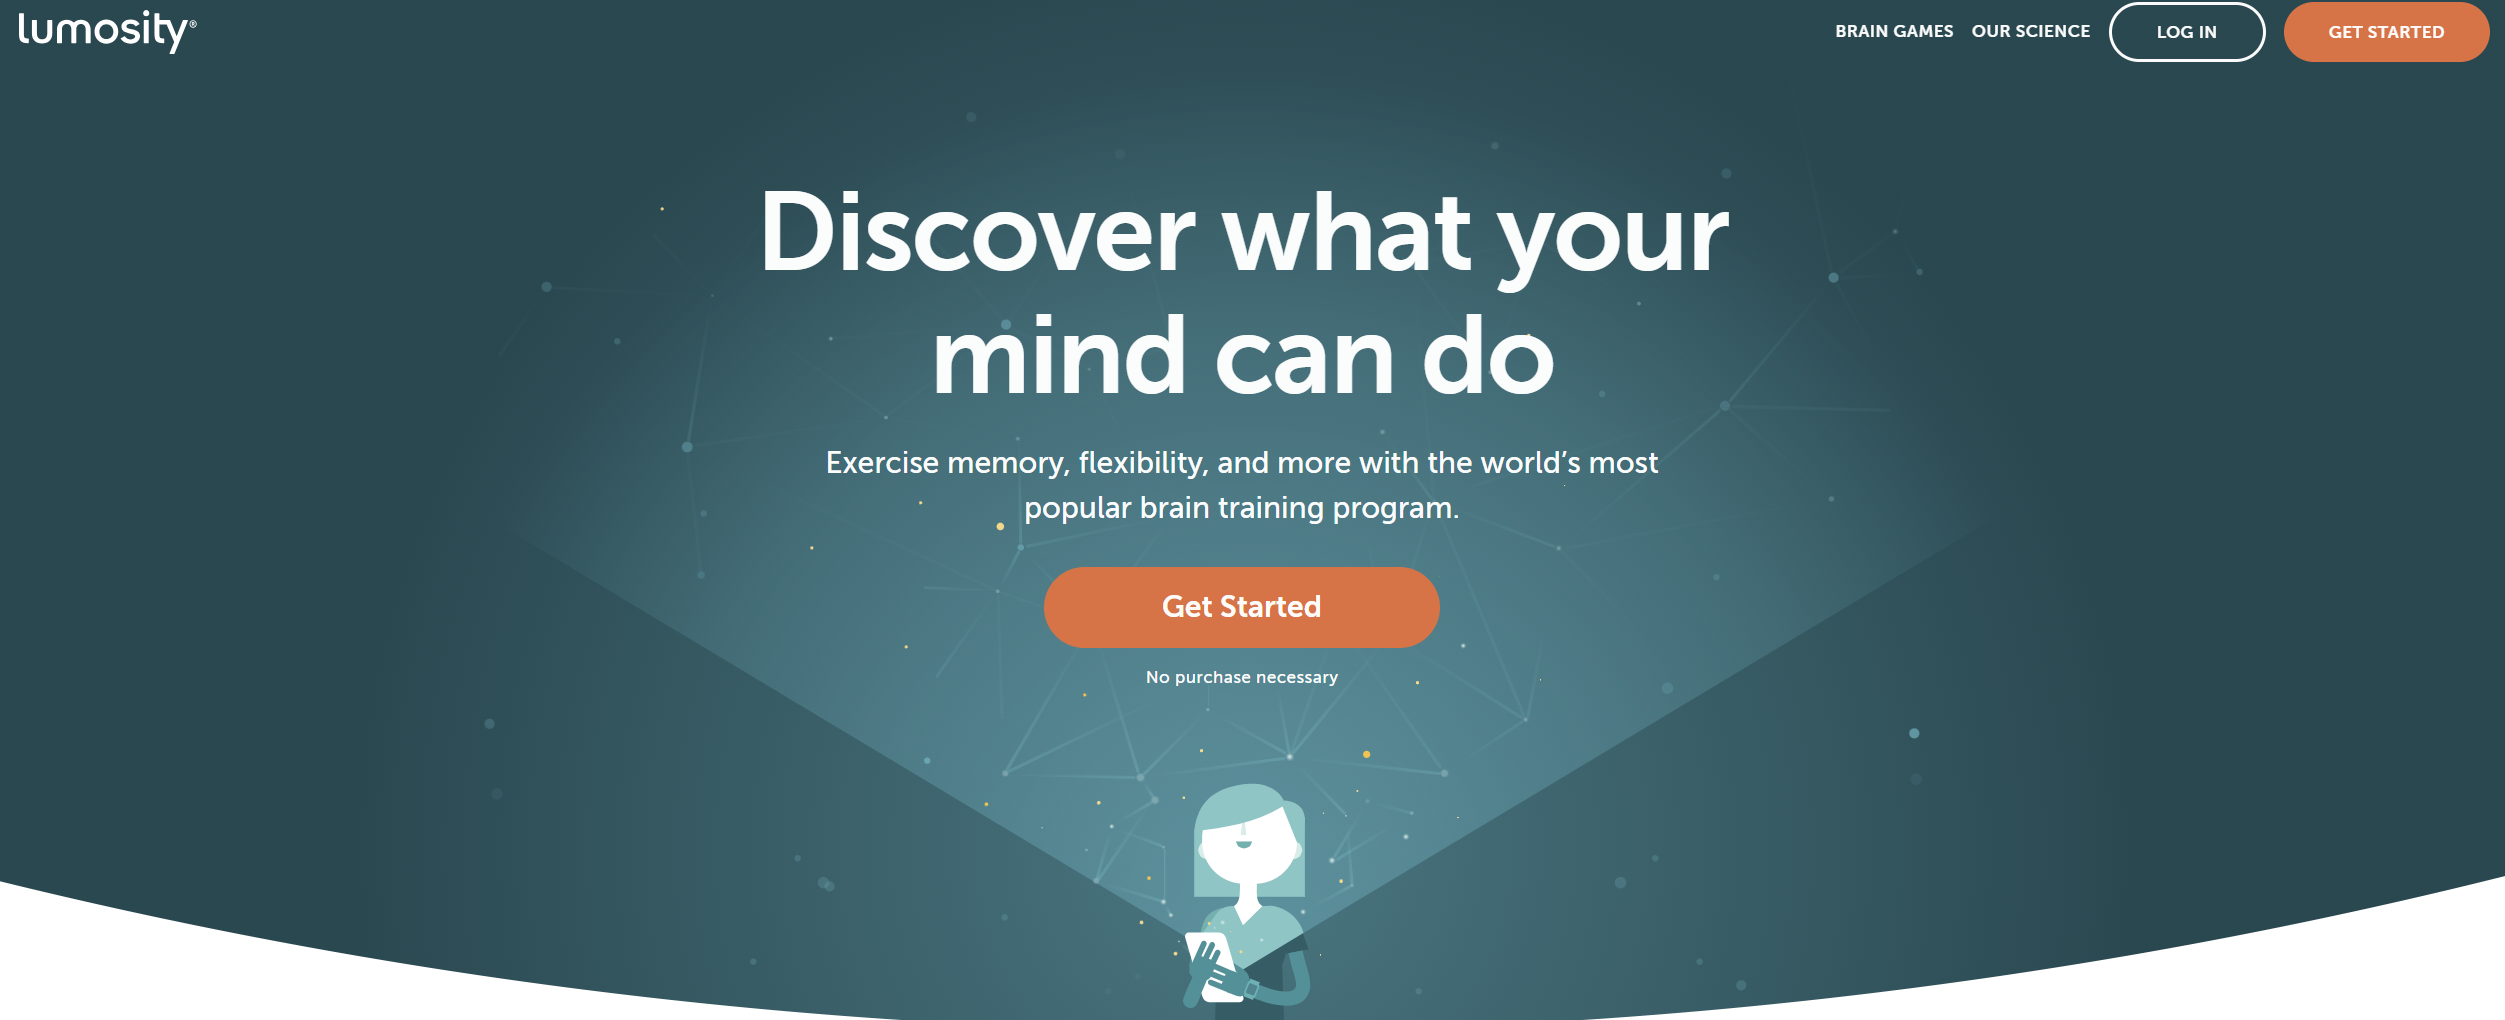 lumosity®
BRAIN GAMES
OUR SCIENCE
LOG IN
GET STARTED
Discover what your
mind can do
Exercise memory, flexibility, and more with the world’s most
popular brain training program.
Get Started
No purchase necessary